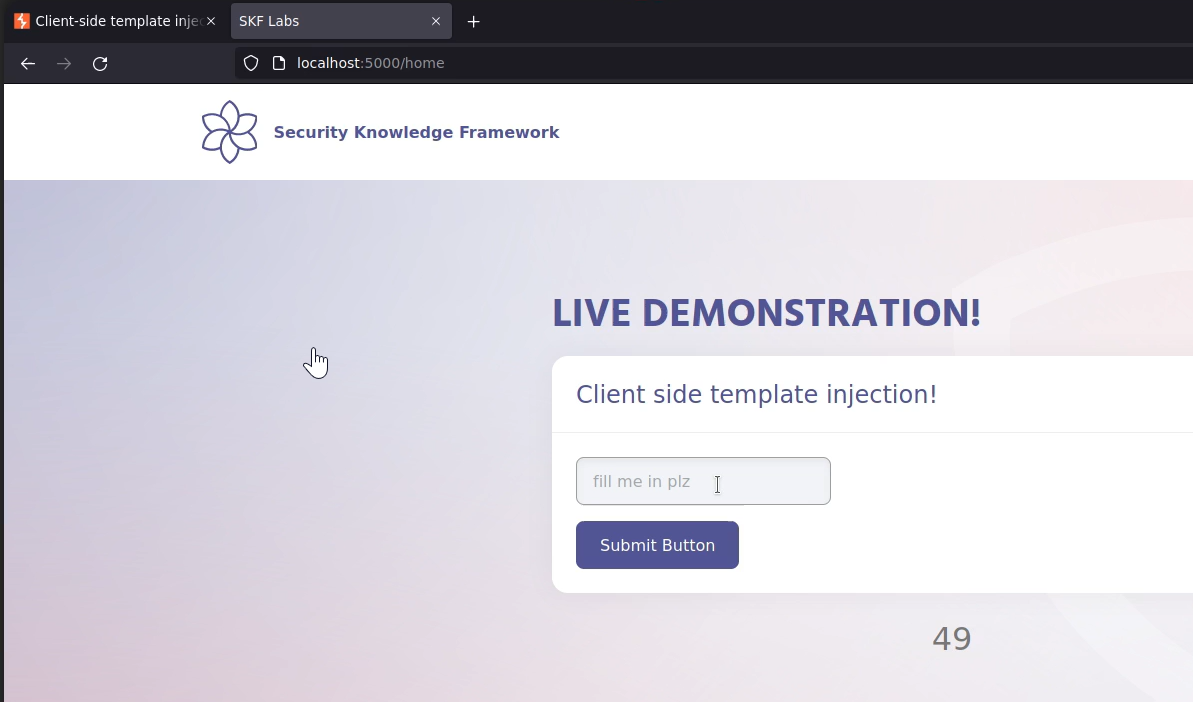 Client-side template injec
SKF Labs
localhost:5000/home
Security Knowledge Framework
LIVE DEMONSTRATION!
Client side template injection!
fill me in plz
Submit Button
49